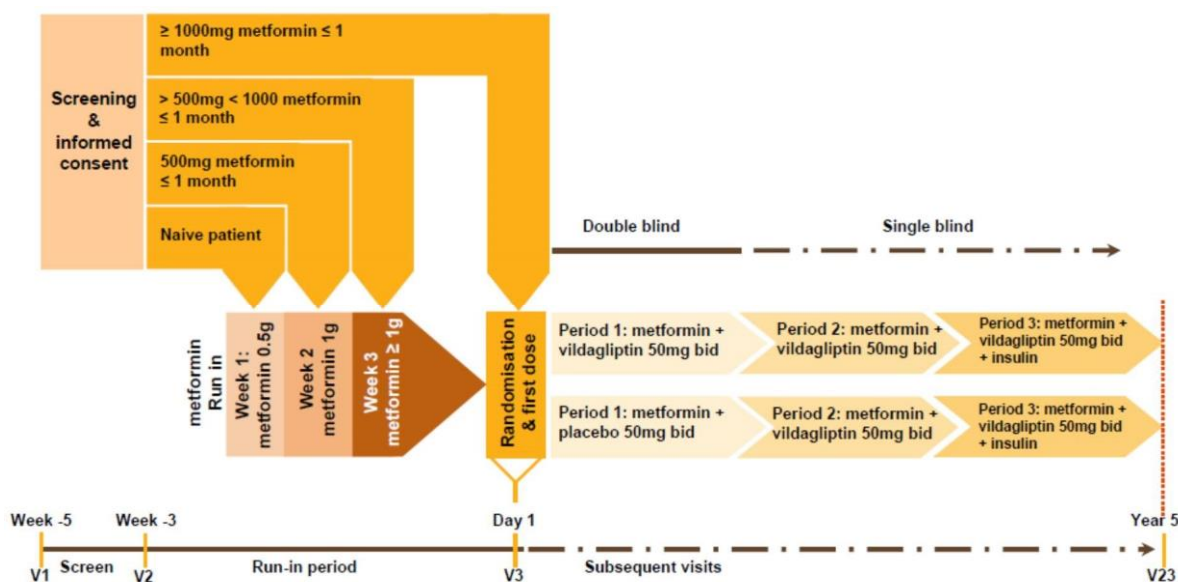 ≥ 1000mg metformin ≤ 1
month
> 500mg < 1000 metformin
≤ 1 month
Screening
&
informed
consent
500mg metformin
≤ 1 month
Naive patient
Double blind
Single blind
metformin
Run in
Week 1:
metformin 0.5g
Week 2
metformin 1g
Week 3
metformin ≥ 1g
Randomisation
& first dose
Period 1: metformin +
vildagliptin 50mg bid
Period 2: metformin +
vildagliptin 50mg bid
Period 3: metformin +
vildagliptin 50mg bid
+ insulin
Period 1: metformin +
placebo 50mg bid
Period 2: metformin +
vildagliptin 50mg bid
Period 3: metformin +
vildagliptin 50mg bid
+ insulin
Week -5
Week -3
Day 1
Year 5
V1
Screen
V2
Run-in period
V3
Subsequent visits
V23